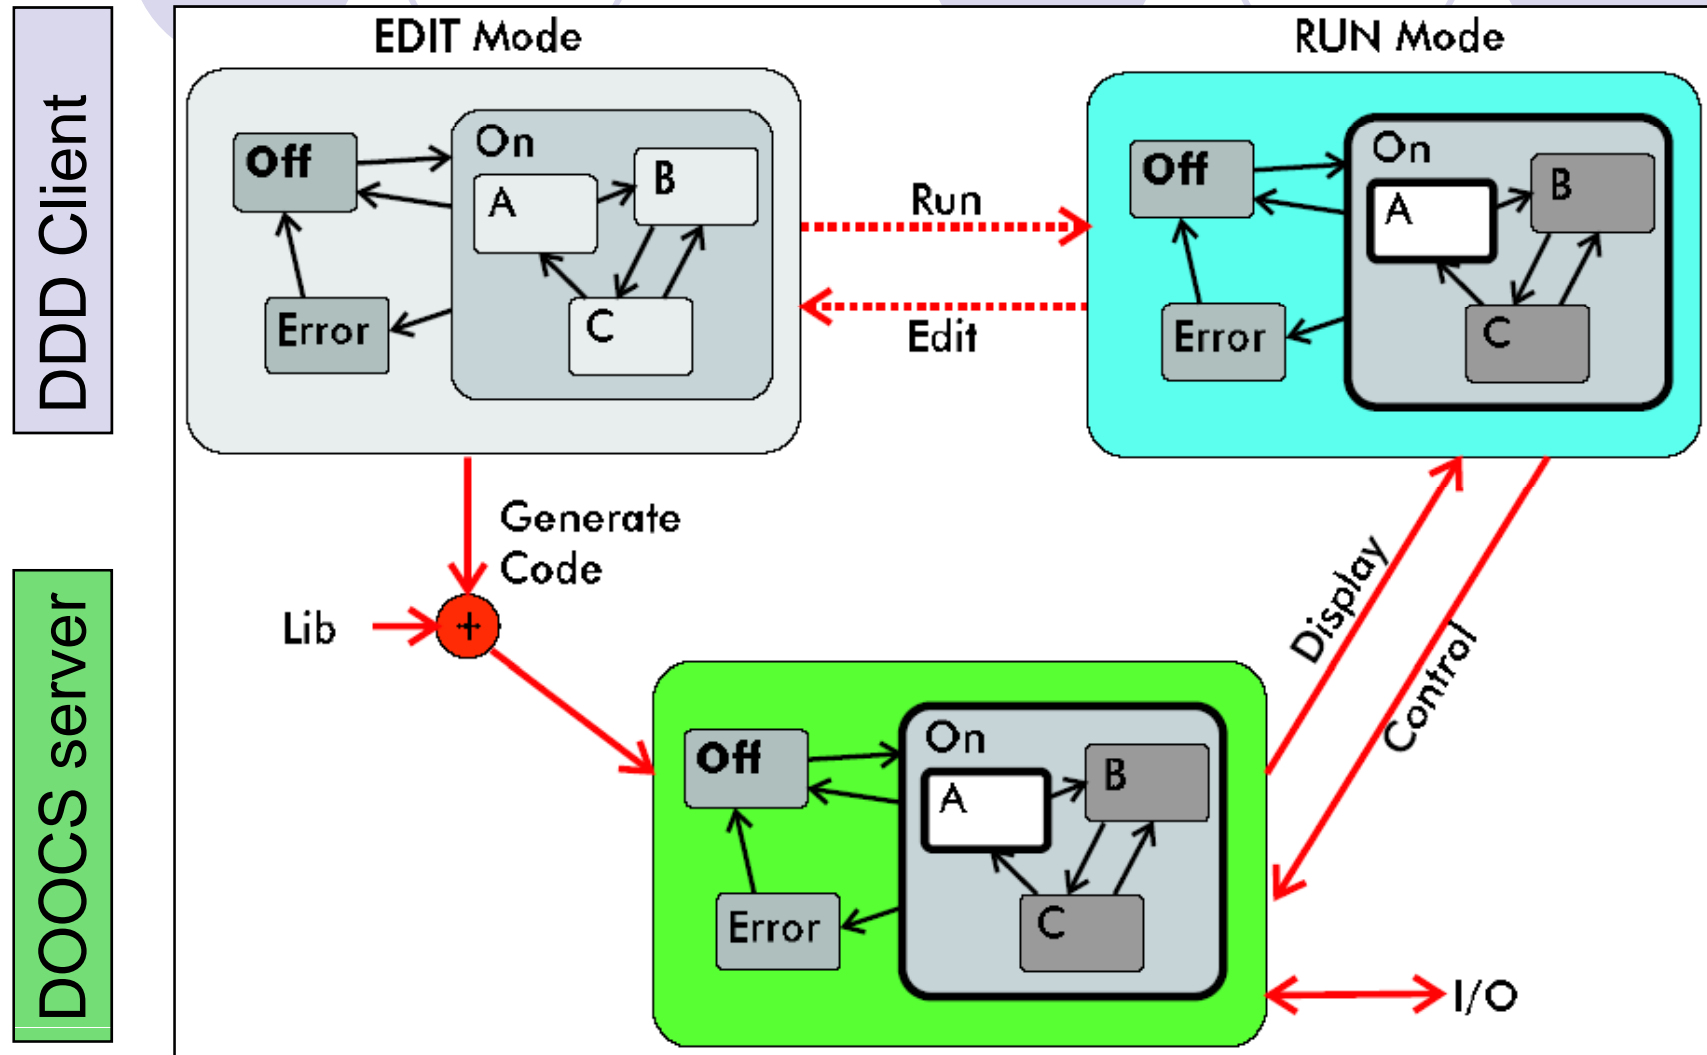 DDD Client
DOOCS server
EDIT Mode
Off
On
A
B
C
Error
Run
Edit
RUN Mode
Off
On
A
B
C
Error
Generate
Code
Lib
+
Display
Control
Off
On
A
B
C
Error
I/O